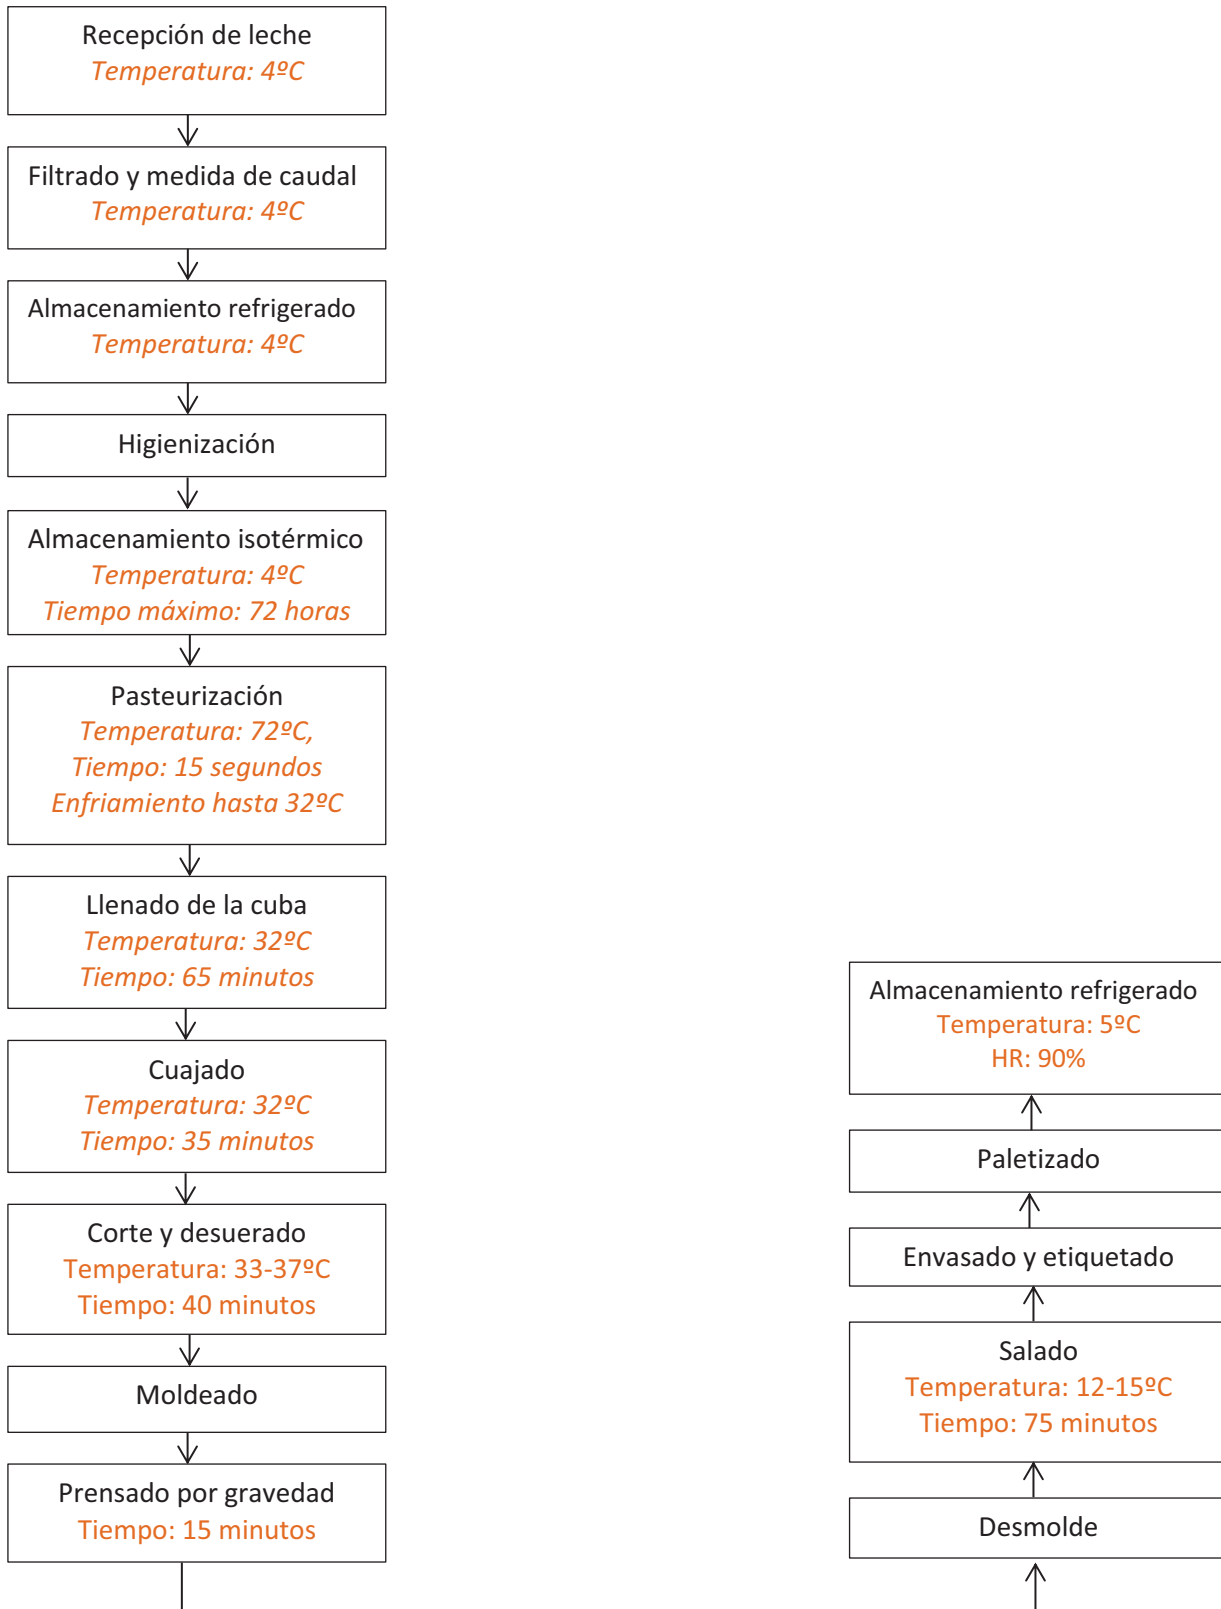 Recepción de leche
Temperatura: 4ºC
Filtrado y medida de caudal
Temperatura: 4ºC
Almacenamiento refrigerado
Temperatura: 4ºC
Higienización
Almacenamiento isotérmico
Temperatura: 4ºC
Tiempo máximo: 72 horas
Pasteurización
Temperatura: 72ºC,
Tiempo: 15 segundos
Enfriamiento hasta 32ºC
Llenado de la cuba
Temperatura: 32ºC
Tiempo: 65 minutos
Cuajado
Temperatura: 32ºC
Tiempo: 35 minutos
Corte y desuerado
Temperatura: 33-37ºC
Tiempo: 40 minutos
Moldeado
Prensado por gravedad
Tiempo: 15 minutos
Almacenamiento refrigerado
Temperatura: 5ºC
HR: 90%
Paletizado
Envasado y etiquetado
Salado
Temperatura: 12-15ºC
Tiempo: 75 minutos
Desmolde